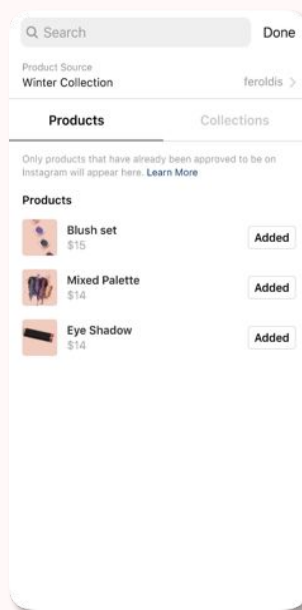 Search
Done
Product Source
Winter Collection
feroldis >
Products
Collections
Only products that have already been approved to be on
Instagram will appear here. Learn More
Products
Blush set
$15
Added
Mixed Palette
$14
Added
Eye Shadow
$14
Added